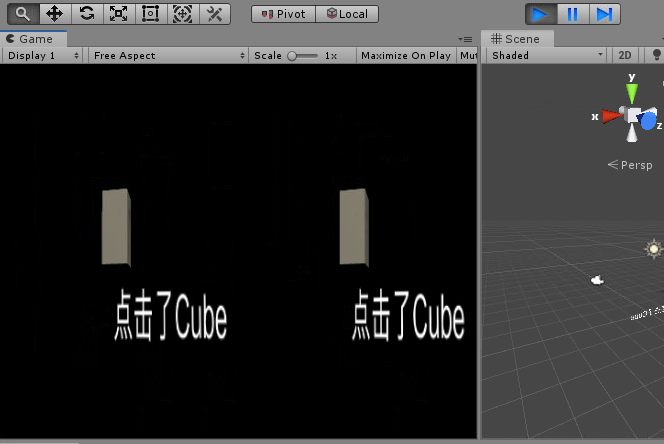 Pivot
Local
Game
Scene
Display 1
Free Aspect
Scale
1x
Maximize On Play
Mut
Shaded
2D
y
x
z
Persp
点击了Cube
点击了Cube